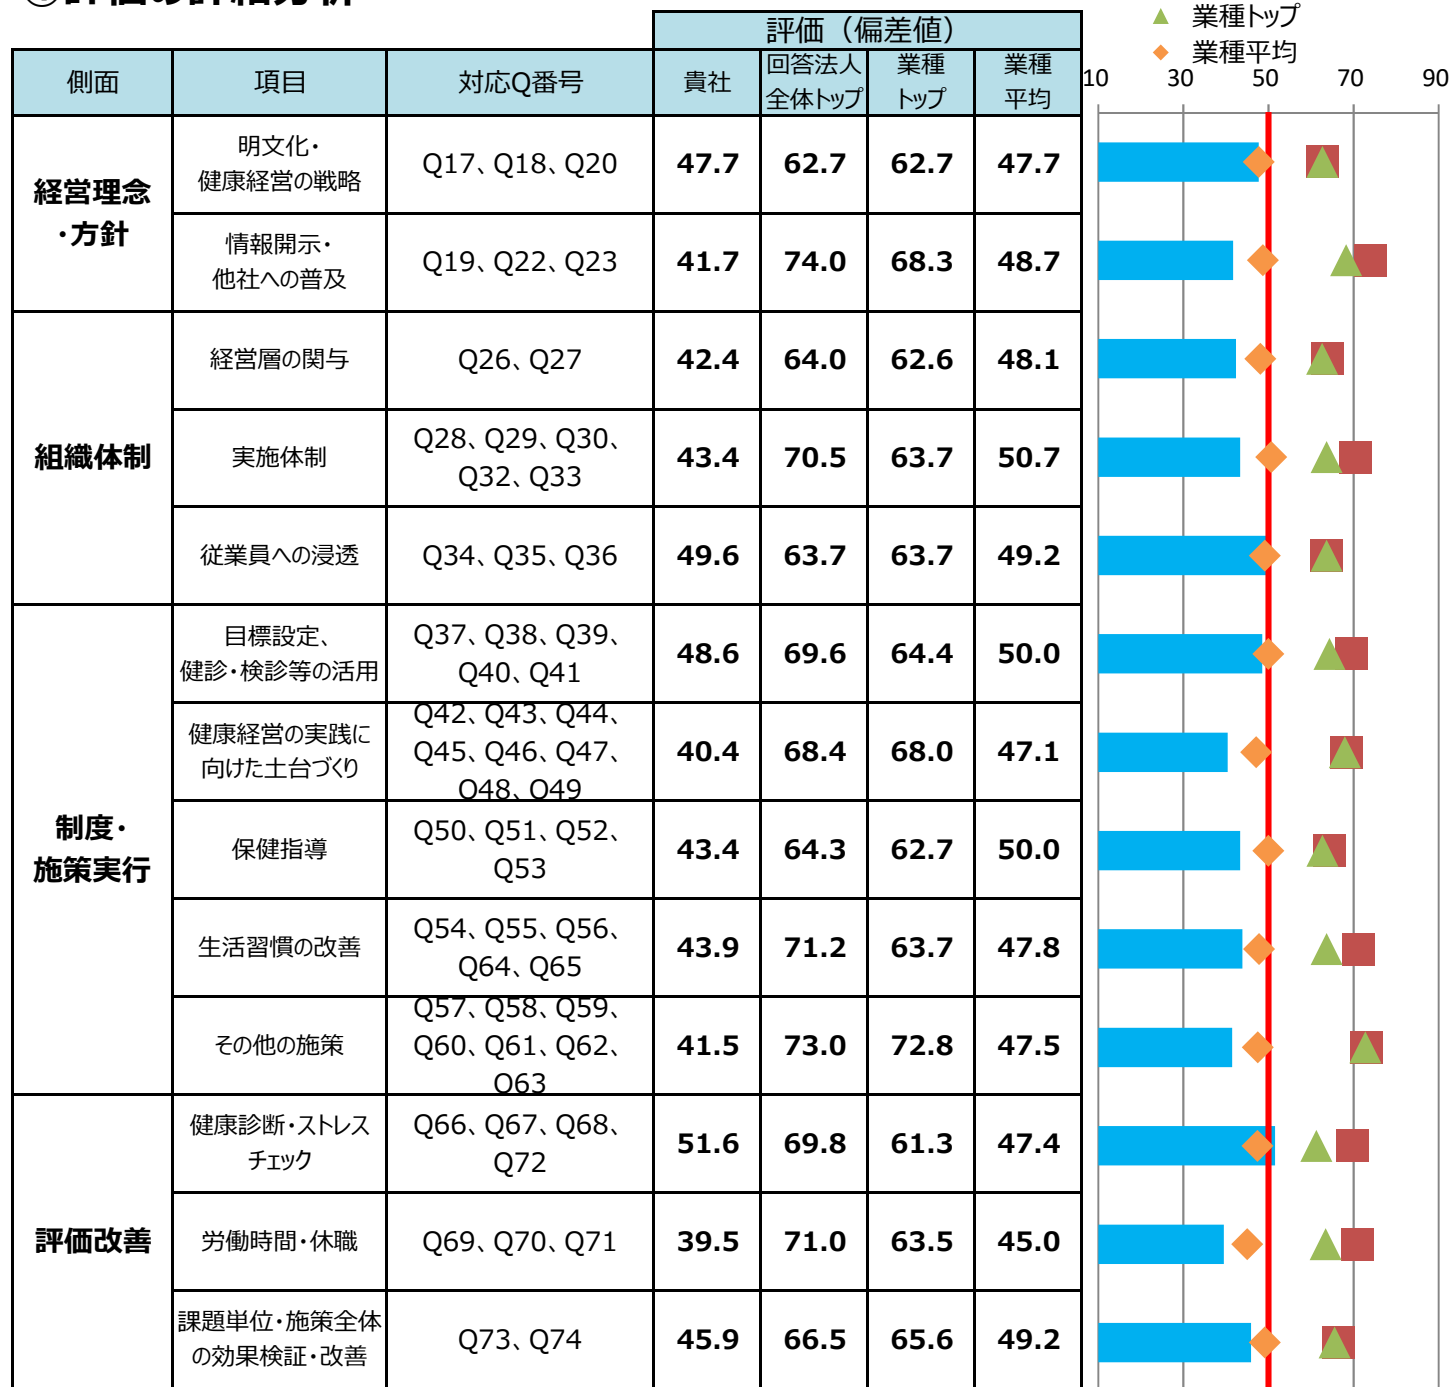 ①評価の詳細分析
▲ 業種トップ
◆ 業種平均
評価（偏差値）
側面 項目 対応Q番号 貴社 回答法人全体トップ 業種トップ 業種平均
10 30 50 70 90
経営理念・方針
明文化・健康経営の戦略 Q17、Q18、Q20 47.7 62.7 62.7 47.7
情報開示・他社への普及 Q19、Q22、Q23 41.7 74.0 68.3 48.7
組織体制
経営層の関与 Q26、Q27 42.4 64.0 62.6 48.1
実施体制 Q28、Q29、Q30、Q32、Q33 43.4 70.5 63.7 50.7
従業員への浸透 Q34、Q35、Q36 49.6 63.7 63.7 49.2
制度・施策実行
目標設定、健診・検診等の活用 Q37、Q38、Q39、Q40、Q41 48.6 69.6 64.4 50.0
健康経営の実践に向けた土台づくり Q42、Q43、Q44、Q45、Q46、Q47、Q48、Q49 40.4 68.4 68.0 47.1
保健指導 Q50、Q51、Q52、Q53 43.4 64.3 62.7 50.0
生活習慣の改善 Q54、Q55、Q56、Q64、Q65 43.9 71.2 63.7 47.8
その他の施策 Q57、Q58、Q59、Q60、Q61、Q62、Q63 41.5 73.0 72.8 47.5
評価改善
健康診断・ストレスチェック Q66、Q67、Q68、Q72 51.6 69.8 61.3 47.4
労働時間・休職 Q69、Q70、Q71 39.5 71.0 63.5 45.0
課題単位・施策全体の効果検証・改善 Q73、Q74 45.9 66.5 65.6 49.2